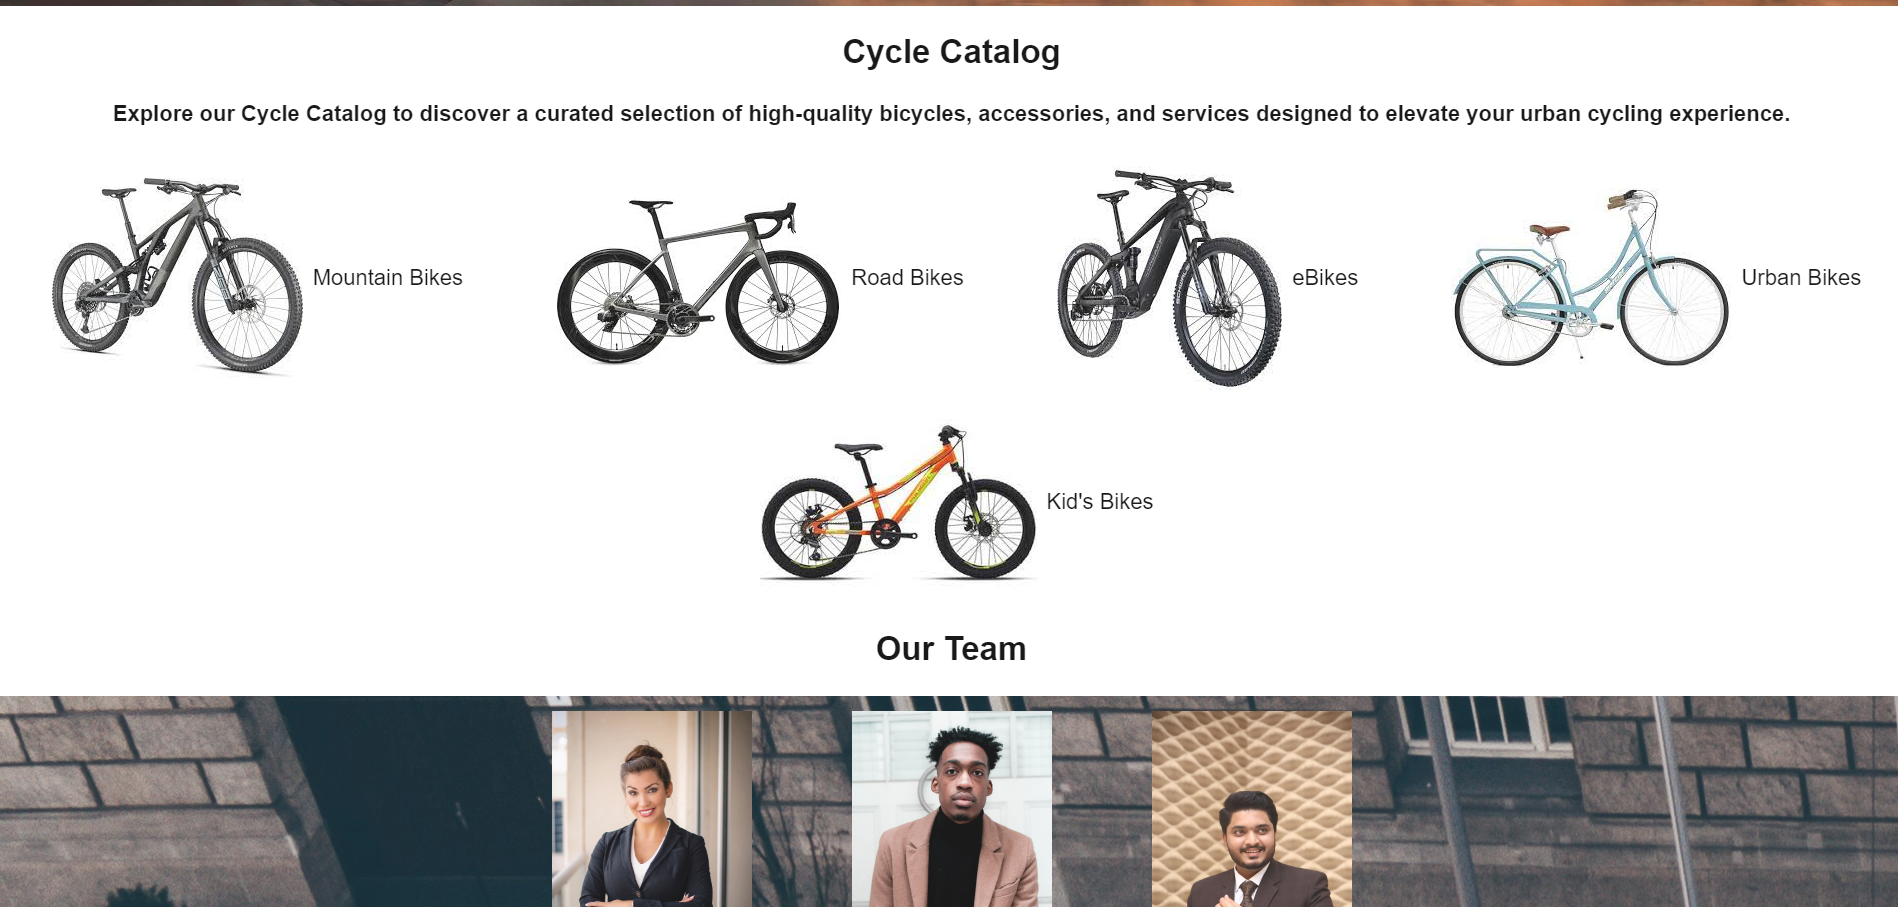 Cycle Catalog
Explore our Cycle Catalog to discover a curated selection of high-quality bicycles, accessories, and services designed to elevate your urban cycling experience.
Mountain Bikes
Road Bikes
eBikes
Urban Bikes
Kid's Bikes
Our Team